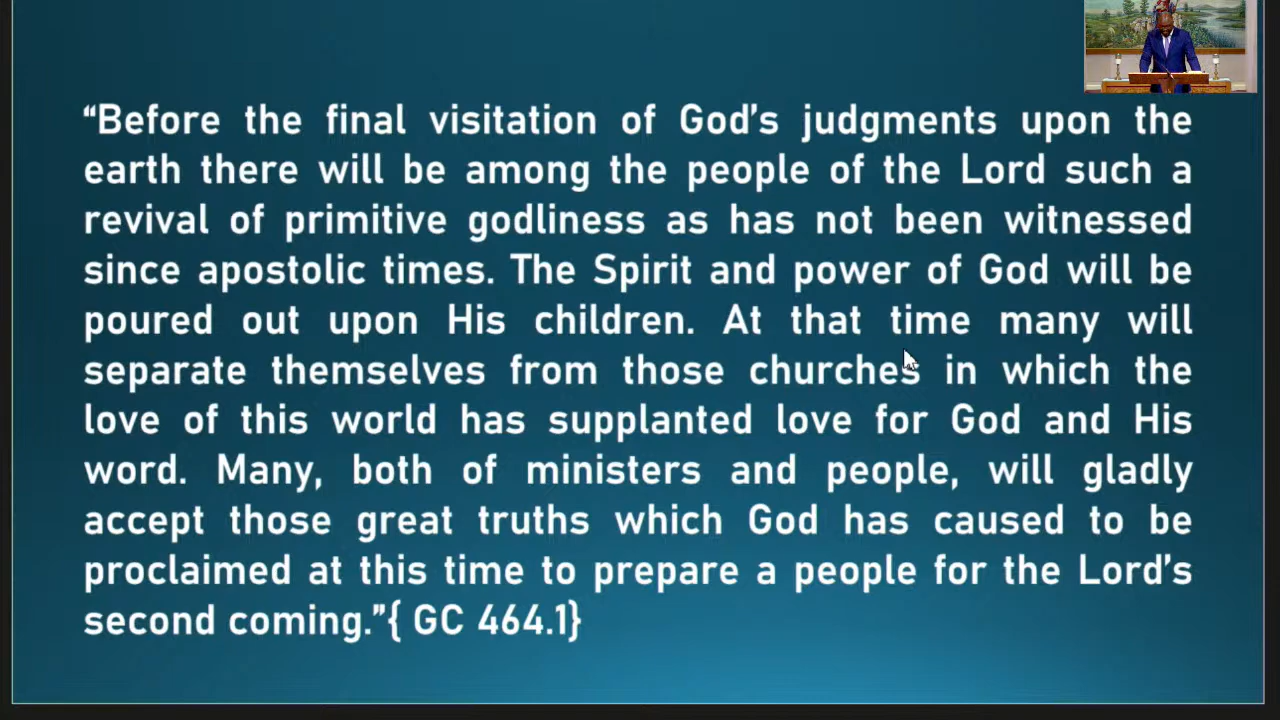 “Before the final visitation of God’s judgments upon the
earth there will be among the people of the Lord such a
revival of primitive godliness as has not been witnessed
since apostolic times. The Spirit and power of God will be
poured out upon His children. At that time many will
separate themselves from those churches in which the
love of this world has supplanted love for God and His
word. Many, both of ministers and people, will gladly
accept those great truths which God has caused to be
proclaimed at this time to prepare a people for the Lord’s
second coming.”{ GC 464.1}